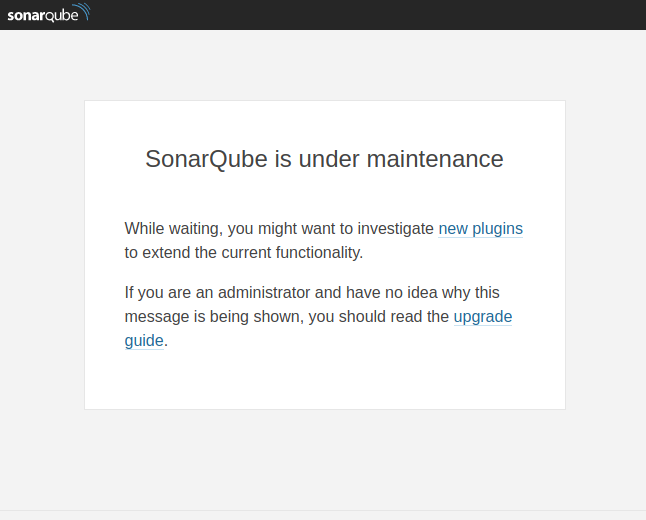 sonarqube
SonarQube is under maintenance
While waiting, you might want to investigate new plugins
to extend the current functionality.
If you are an administrator and have no idea why this
message is being shown, you should read the upgrade
guide.